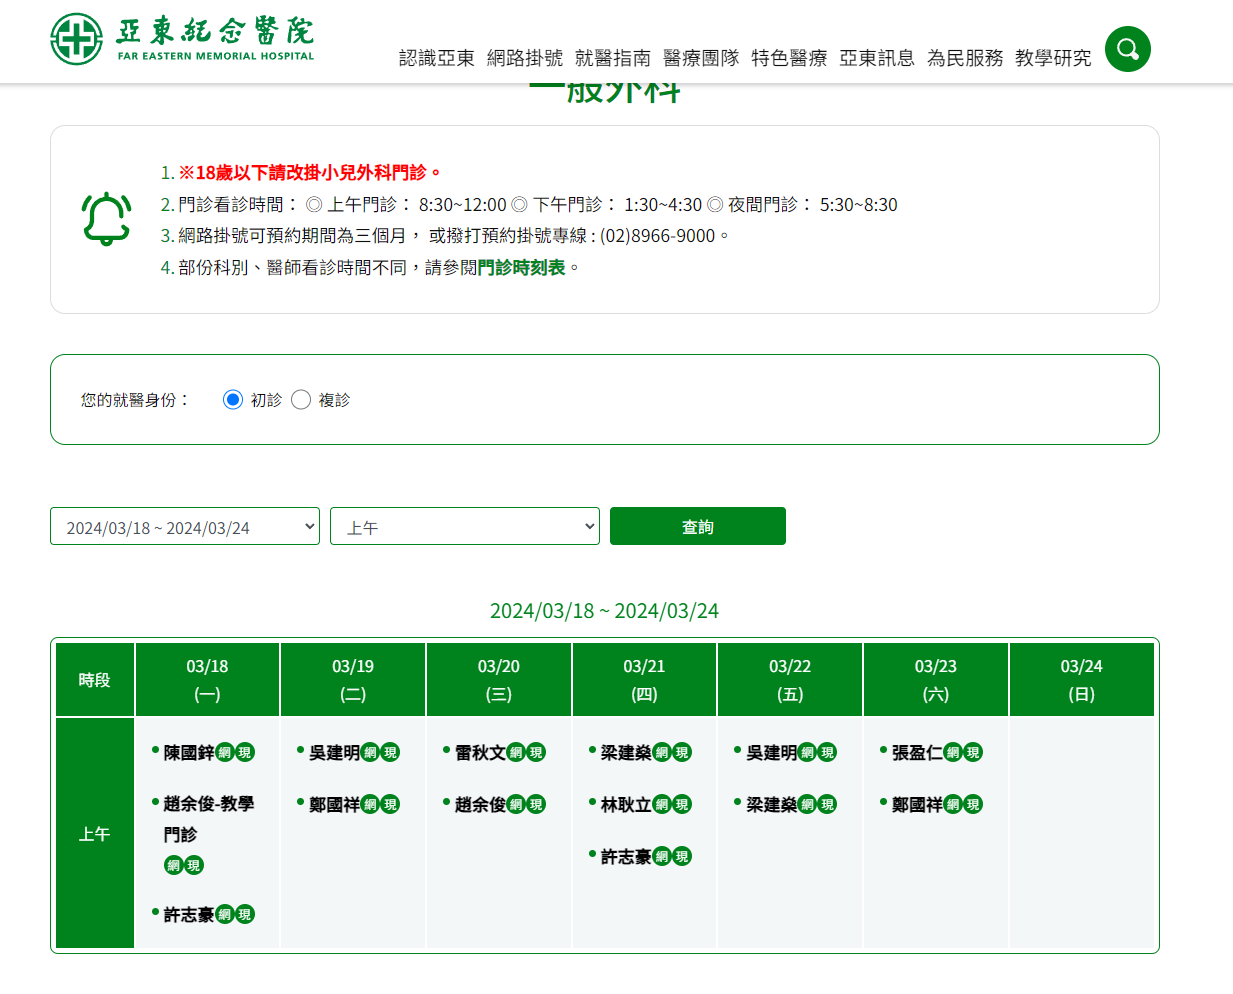 亞東紀念醫院
FAR EASTERN MEMORIAL HOSPITAL
認識亞東 網路掛號 就醫指南 醫療團隊 特色醫療 亞東訊息 為民服務 教學研究
一般外科
1. ※18歲以下請改掛小兒外科門診。
2. 門診看診時間： ◎ 上午門診： 8:30~12:00 ◎ 下午門診： 1:30~4:30 ◎ 夜間門診： 5:30~8:30
3. 網路掛號可預約期間為三個月， 或撥打預約掛號專線 : (02)8966-9000。
4. 部份科別、醫師看診時間不同，請參閱門診時刻表。
您的就醫身份： 初診 複診
2024/03/18 ~ 2024/03/24 上午 查詢
2024/03/18 ~ 2024/03/24
時段 03/18 (一) 03/19 (二) 03/20 (三) 03/21 (四) 03/22 (五) 03/23 (六) 03/24 (日)
上午
陳國鋅網現
趙余俊-教學
門診
網現
許志豪網現
吳建明網現
鄭國祥網現
雷秋文網現
趙余俊網現
梁建燊網現
林耿立網現
許志豪網現
吳建明網現
梁建燊網現
張盈仁網現
鄭國祥網現